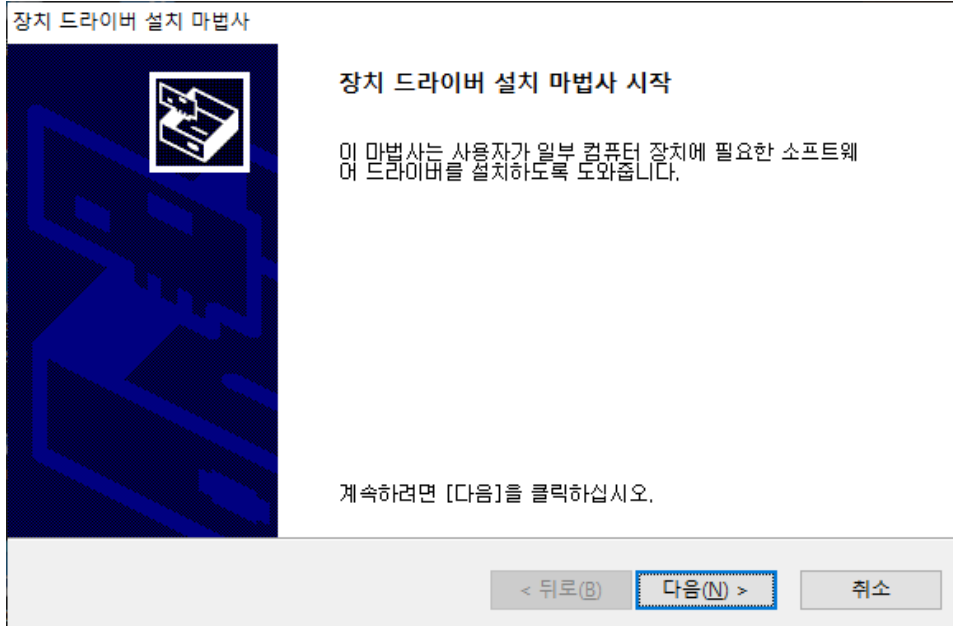 장치 드라이버 설치 마법사
장치 드라이버 설치 마법사 시작
이 마법사는 사용자가 일부 컴퓨터 장치에 필요한 소프트웨
어 드라이버를 설치하도록 도와줍니다.
계속하려면 [다음]을 클릭하십시오.
< 뒤로(B) 다음(N) > 취소